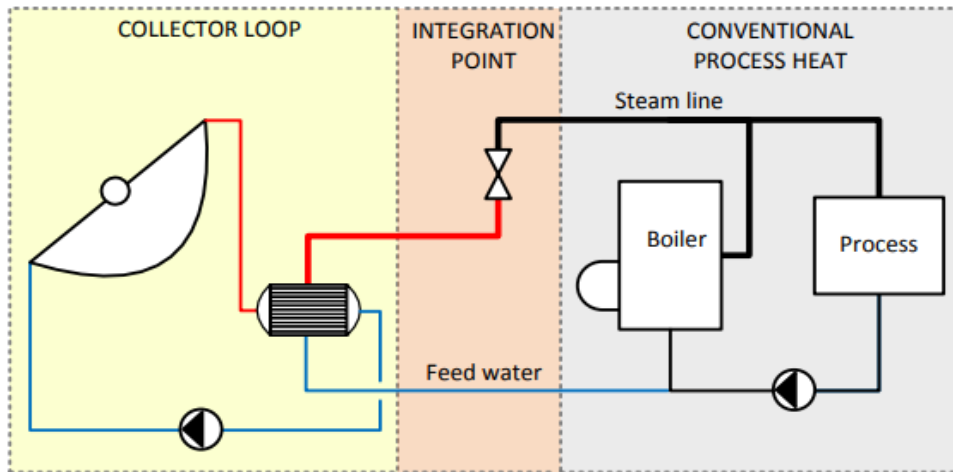 COLLECTOR LOOP
INTEGRATION
POINT
CONVENTIONAL
PROCESS HEAT
Steam line
Boiler
Process
Feed water